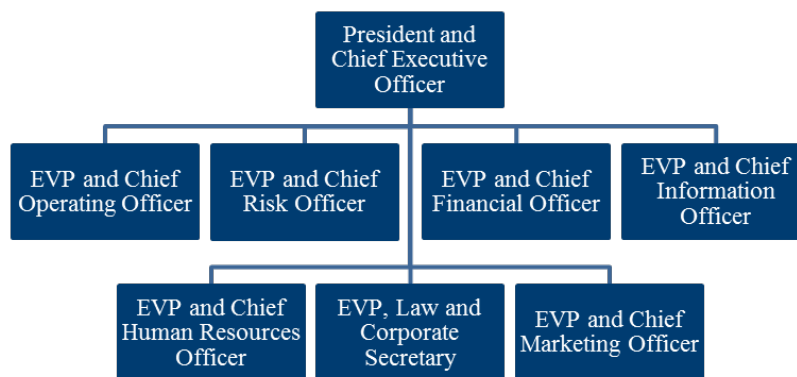 President and
Chief Executive
Officer
EVP and Chief
Operating Officer
EVP and Chief
Risk Officer
EVP and Chief
Financial Officer
EVP and Chief
Information
Officer
EVP and Chief
Human Resources
Officer
EVP, Law and
Corporate
Secretary
EVP and Chief
Marketing Officer